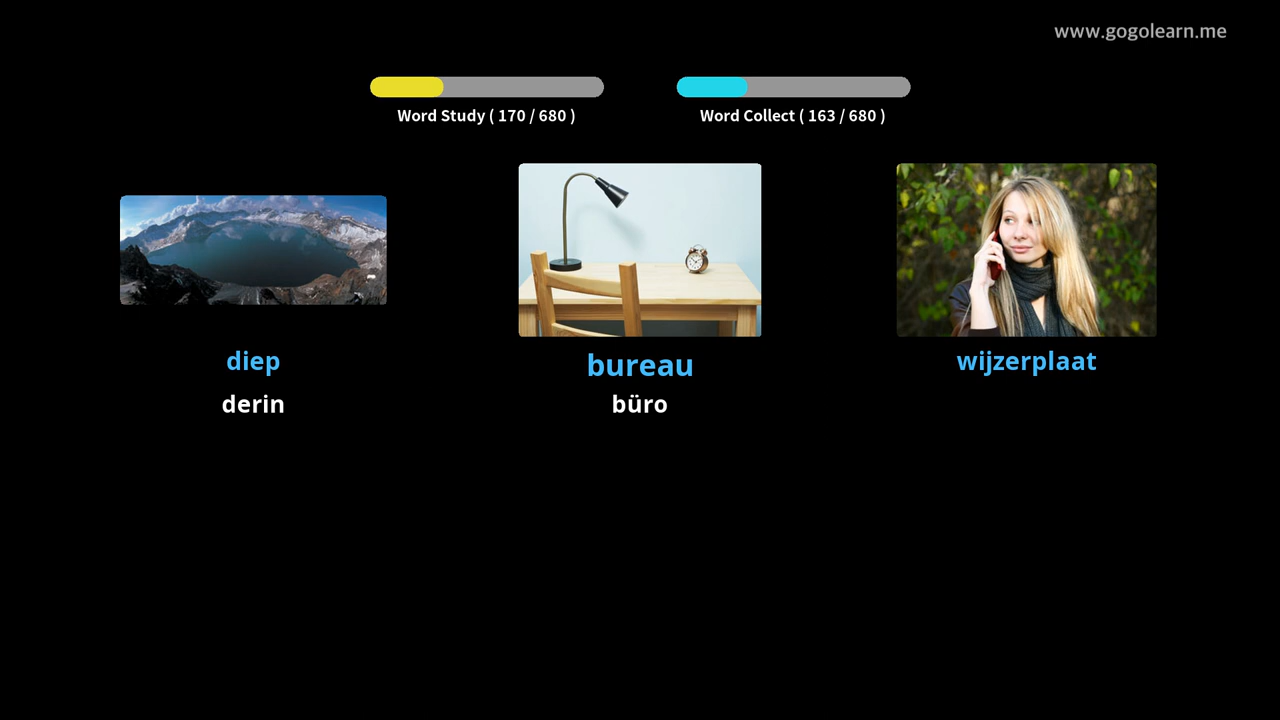 www.gogolearn.me
Word Study ( 170 / 680 )
Word Collect ( 163 / 680 )
diep
bureau
wijzerplaat
derin
büro